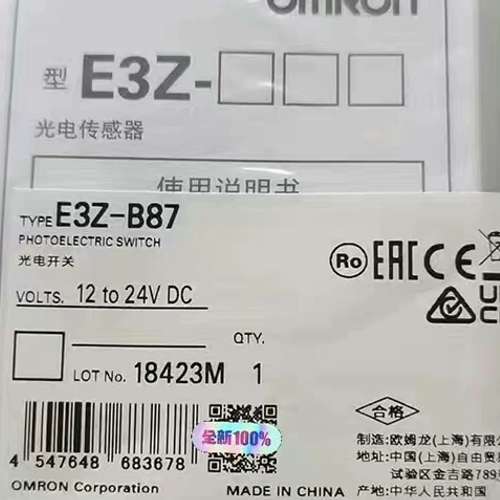 OMRON
型 E3Z-□□□
光电传感器
使用说明书
TYPE E3Z-B87
PHOTOELECTRIC SWITCH
光电开关
Ro EAC CE
VOLTS. 12 to 24V DC
QTY.
LOT No. 18423M 1
MADE IN CHINA
合格
全新100%
4 547648 683678
OMRON Corporation
制造:欧姆龙(上海)有限
地址:中国(上海)自由贸易
试验区金吉路789
产地:中华人民共和国